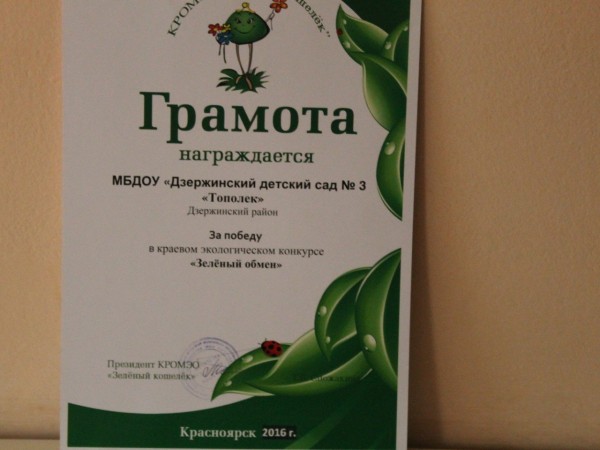 Грамота
награждается
МБДОУ «Дзержинский детский сад № 3
«Тополек»
Дзержинский район
За победу
в краевом экологическом конкурсе
«Зелёный обмен»
Президент КРОМЭО
«Зелёный кошелёк»
Красноярск 2016 г.